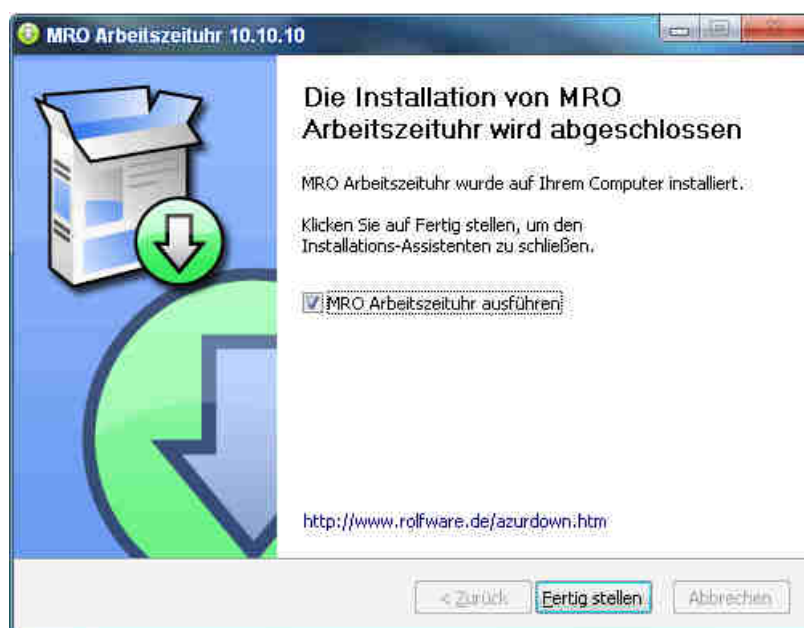 MRO Arbeitszeituhr 10.10.10
Die Installation von MRO
Arbeitszeituhr wird abgeschlossen
MRO Arbeitszeituhr wurde auf Ihrem Computer installiert.
Klicken Sie auf Fertig stellen, um den
Installations-Assistenten zu schließen.
MRO Arbeitszeituhr ausführen
http://www.rolfware.de/azurdown.htm
< Zurück
Fertig stellen
Abbrechen